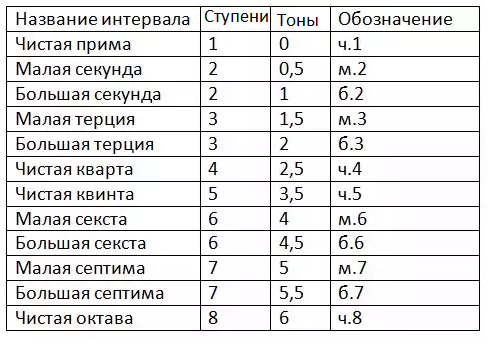 Название интервала Ступени Тоны Обозначение
Чистая прима 1 0 ч.1
Малая секунда 2 0,5 м.2
Большая секунда 2 1 б.2
Малая терция 3 1,5 м.3
Большая терция 3 2 б.3
Чистая кварта 4 2,5 ч.4
Чистая квинта 5 3,5 ч.5
Малая секста 6 4 м.6
Большая секста 6 4,5 б.6
Малая септима 7 5 м.7
Большая септима 7 5,5 б.7
Чистая октава 8 6 ч.8